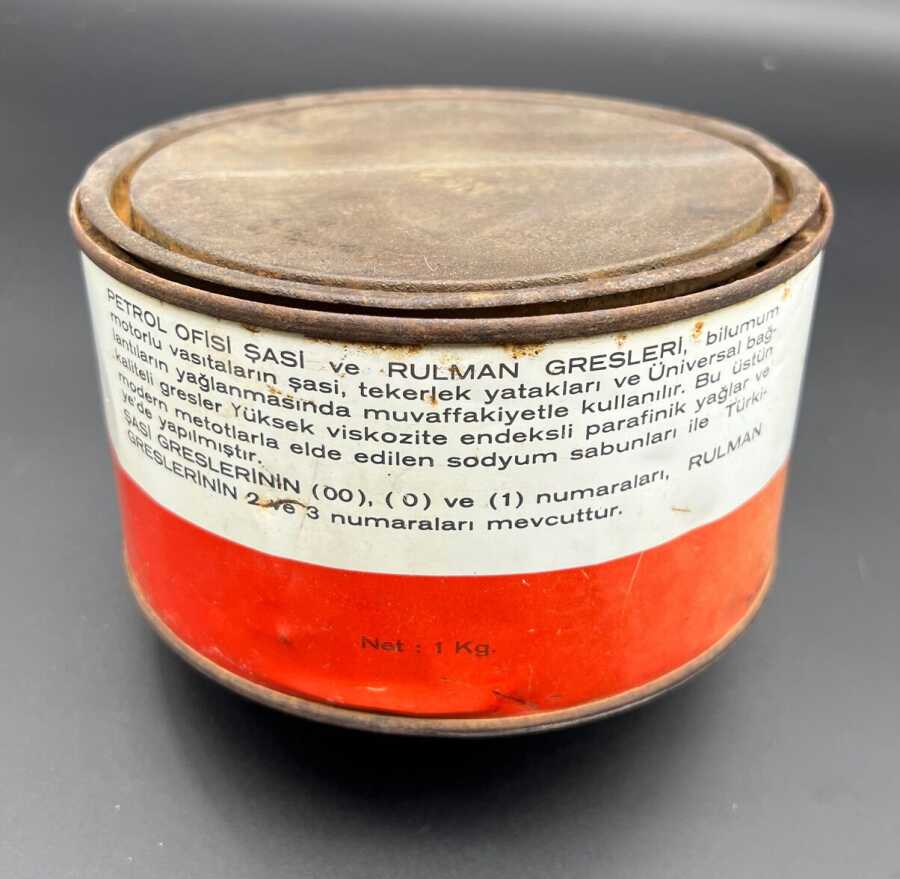 PETROL OFİSİ ŞASİ ve RULMAN GRESLERİ, bilumum
motorlu vasıtaların şasi, tekerlek yatakları ve Üniversal bağ-
lantıların yağlanmasında muvaffakiyetle kullanılır. Bu üstün
kaliteli gresler Yüksek viskozite endeksli parafinik yağlar ve
modern metotlarla elde edilen sodyum sabunları ile Türki-
ye'de yapılmıştır.
ŞASİ GRESLERİNİN (00), (0) ve (1) numaraları, RULMAN
GRESLERİNİN 2 ve 3 numaraları mevcuttur.
Net : 1 Kg.